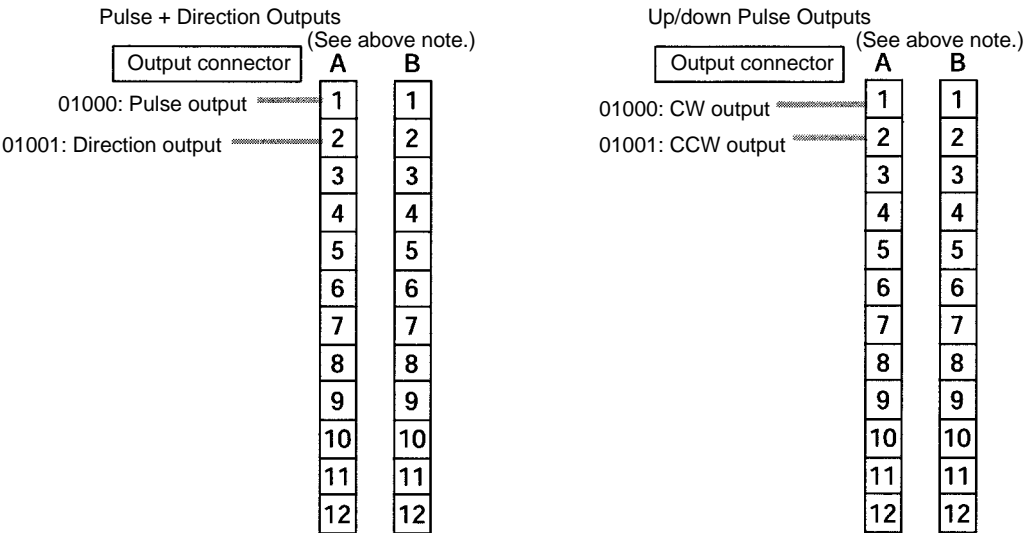 Pulse + Direction Outputs
(See above note.)
Output connector A B
01000: Pulse output 1 1
01001: Direction output 2 2
3 3
4 4
5 5
6 6
7 7
8 8
9 9
10 10
11 11
12 12
Up/down Pulse Outputs
(See above note.)
Output connector A B
01000: CW output 1 1
01001: CCW output 2 2
3 3
4 4
5 5
6 6
7 7
8 8
9 9
10 10
11 11
12 12